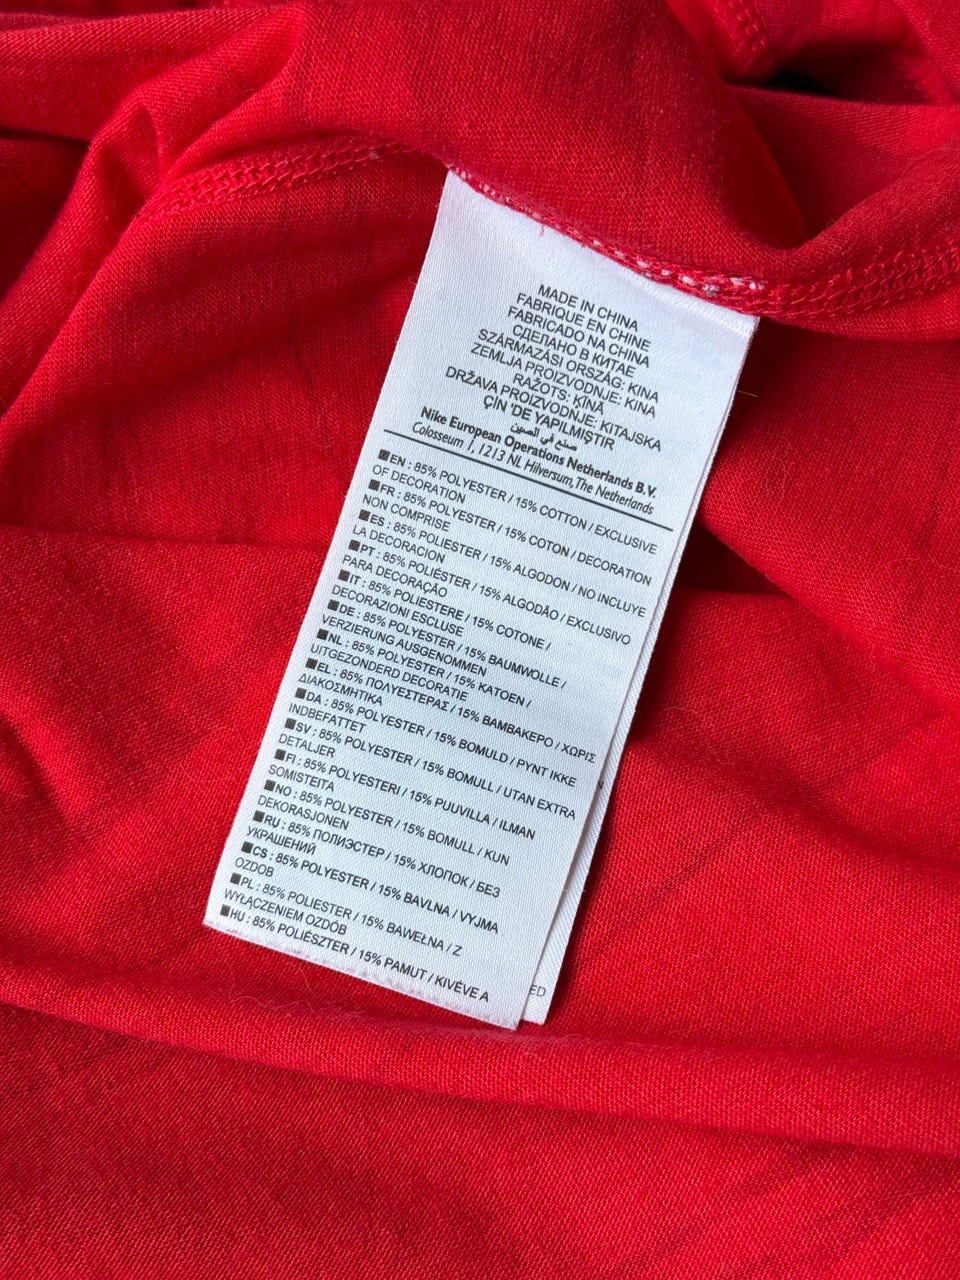 MADE IN CHINA
FABRIQUE EN CHINE
FABRICADO NA CHINA
СДЕЛАНО В КИТАЕ
SZÁRMAZÁSI ORSZÁG: KINA
ZEMLJA PROIZVODNJE: KINA
RAŽOTS: ĶĪNĀ
DRŽAVA PROIZVODNJE: KITAJSKA
ÇİN 'DE YAPILMIŞTIR
صنع في الصين
Nike European Operations Netherlands B.V.
Colosseum 1, 1213 NL Hilversum, The Netherlands
EN : 85% POLYESTER / 15% COTTON / EXCLUSIVE
OF DECORATION
FR : 85% POLYESTER / 15% COTON / DECORATION
NON COMPRISE
ES : 85% POLIESTER / 15% ALGODON / NO INCLUYE
LA DECORACION
PT : 85% POLIÉSTER / 15% ALGODÃO / EXCLUSIVO
PARA DECORAÇÃO
IT : 85% POLIESTERE / 15% COTONE /
DECORAZIONI ESCLUSE
DE : 85% POLYESTER / 15% BAUMWOLLE /
VERZIERUNG AUSGENOMMEN
NL : 85% POLYESTER / 15% KATOEN /
UITGEZONDERD DECORATIE
EL : 85% ΠΟΛΥΕΣΤΕΡΑΣ / 15% ΒΑΜΒΑΚΕΡΟ / ΧΩΡΙΣ
ΔΙΑΚΟΣΜΗΤΙΚΑ
DA : 85% POLYESTER / 15% BOMULD / PYNT IKKE
INDBEFATTET
SV : 85% POLYESTER / 15% BOMULL / UTAN EXTRA
DETALJER
FI : 85% POLYESTERI / 15% PUUVILLA / ILMAN
SOMISTEITA
NO : 85% POLYESTER / 15% BOMULL / KUN
DEKORASJONEN
RU : 85% ПОЛИЭСТЕР / 15% ХЛОПОК / БЕЗ
УКРАШЕНИЙ
CS : 85% POLYESTER / 15% BAVLNA / VYJMA
OZDOB
PL : 85% POLIESTER / 15% BAWEŁNA / Z
WYŁĄCZENIEM OZDÓB
HU : 85% POLIÉSZTER / 15% PAMUT / KIVÉVE A
ED